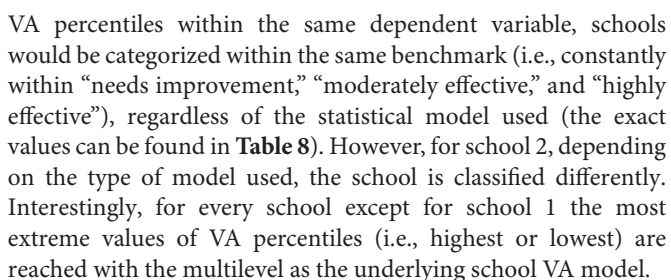 VA percentiles within the same dependent variable, schools
would be categorized within the same benchmark (i.e., constantly
within “needs improvement,” “moderately effective,” and “highly
effective”), regardless of the statistical model used (the exact
values can be found in Table 8). However, for school 2, depending
on the type of model used, the school is classified differently.
Interestingly, for every school except for school 1 the most
extreme values of VA percentiles (i.e., highest or lowest) are
reached with the multilevel as the underlying school VA model.